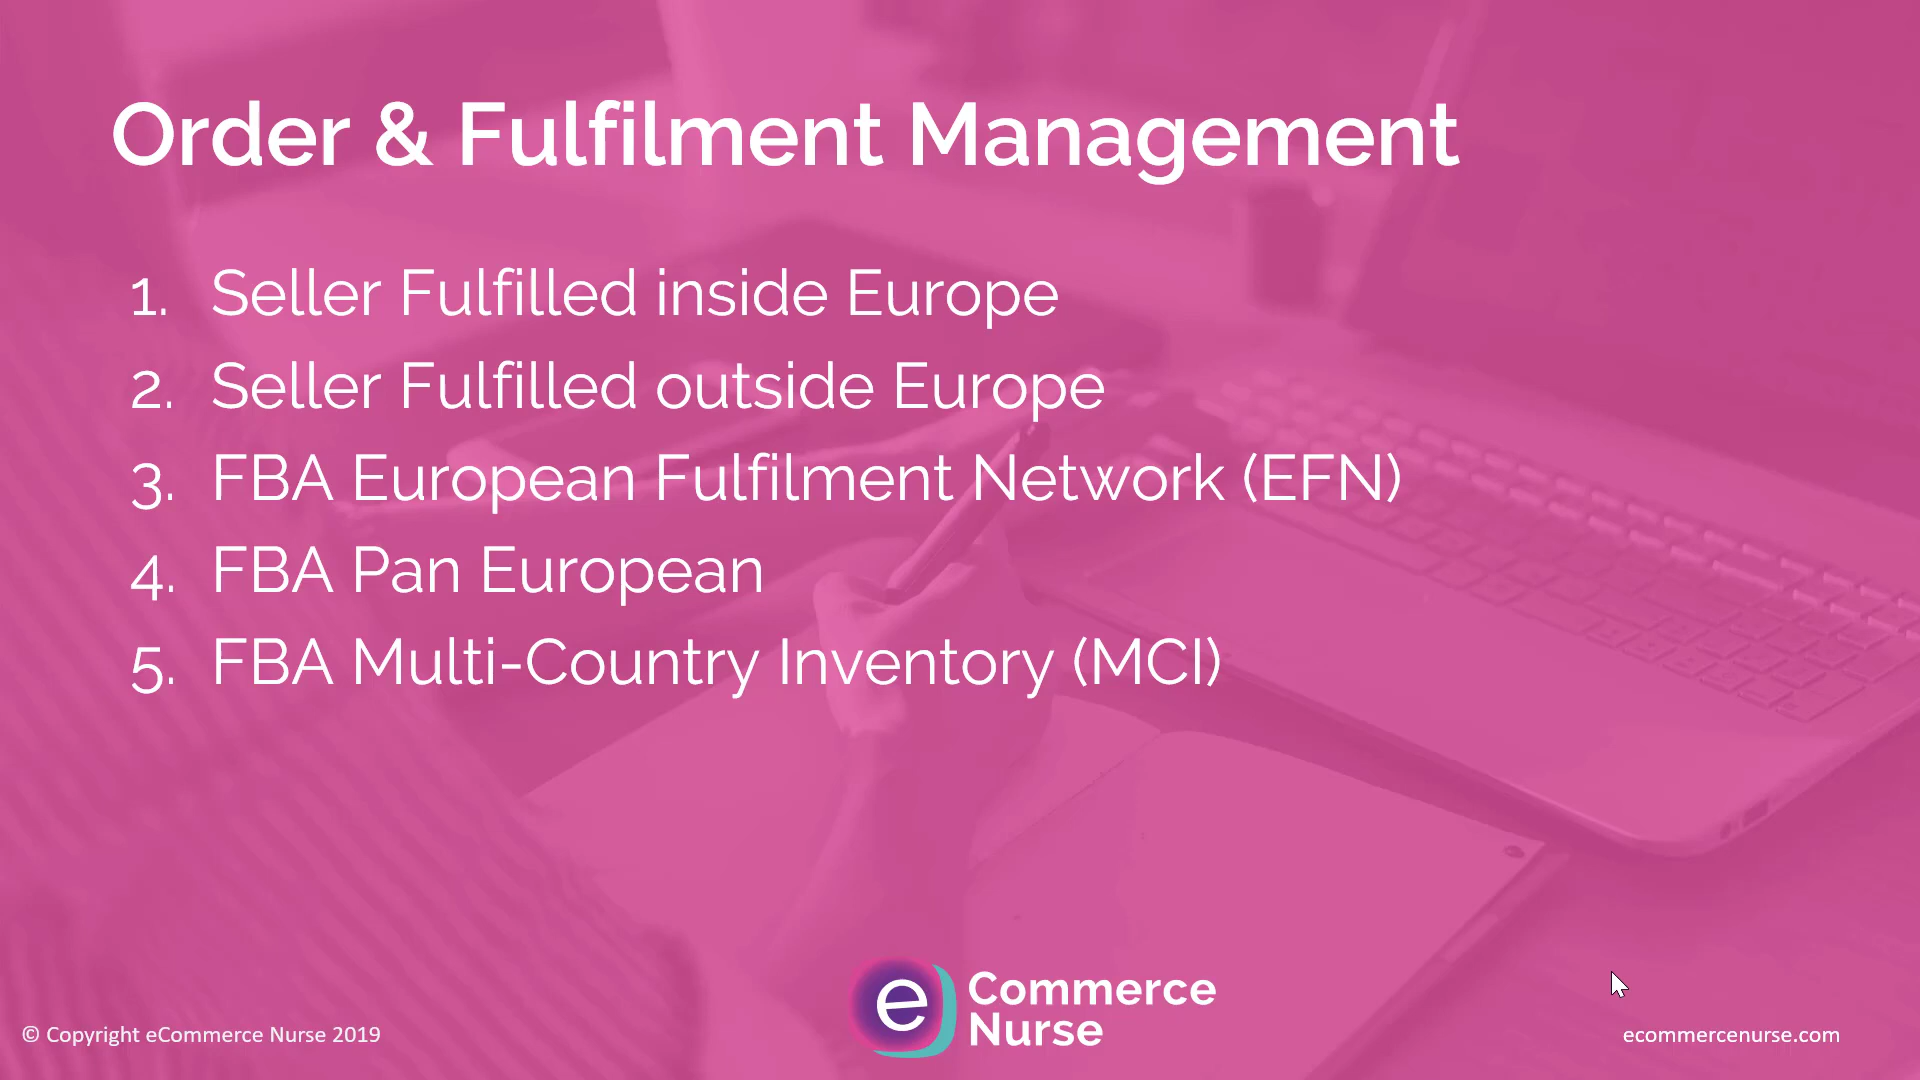 Order & Fulfilment Management
1. Seller Fulfilled inside Europe
2. Seller Fulfilled outside Europe
3. FBA European Fulfilment Network (EFN)
4. FBA Pan European
5. FBA Multi-Country Inventory (MCI)
e Commerce
Nurse
© Copyright eCommerce Nurse 2019
ecommercenurse.com